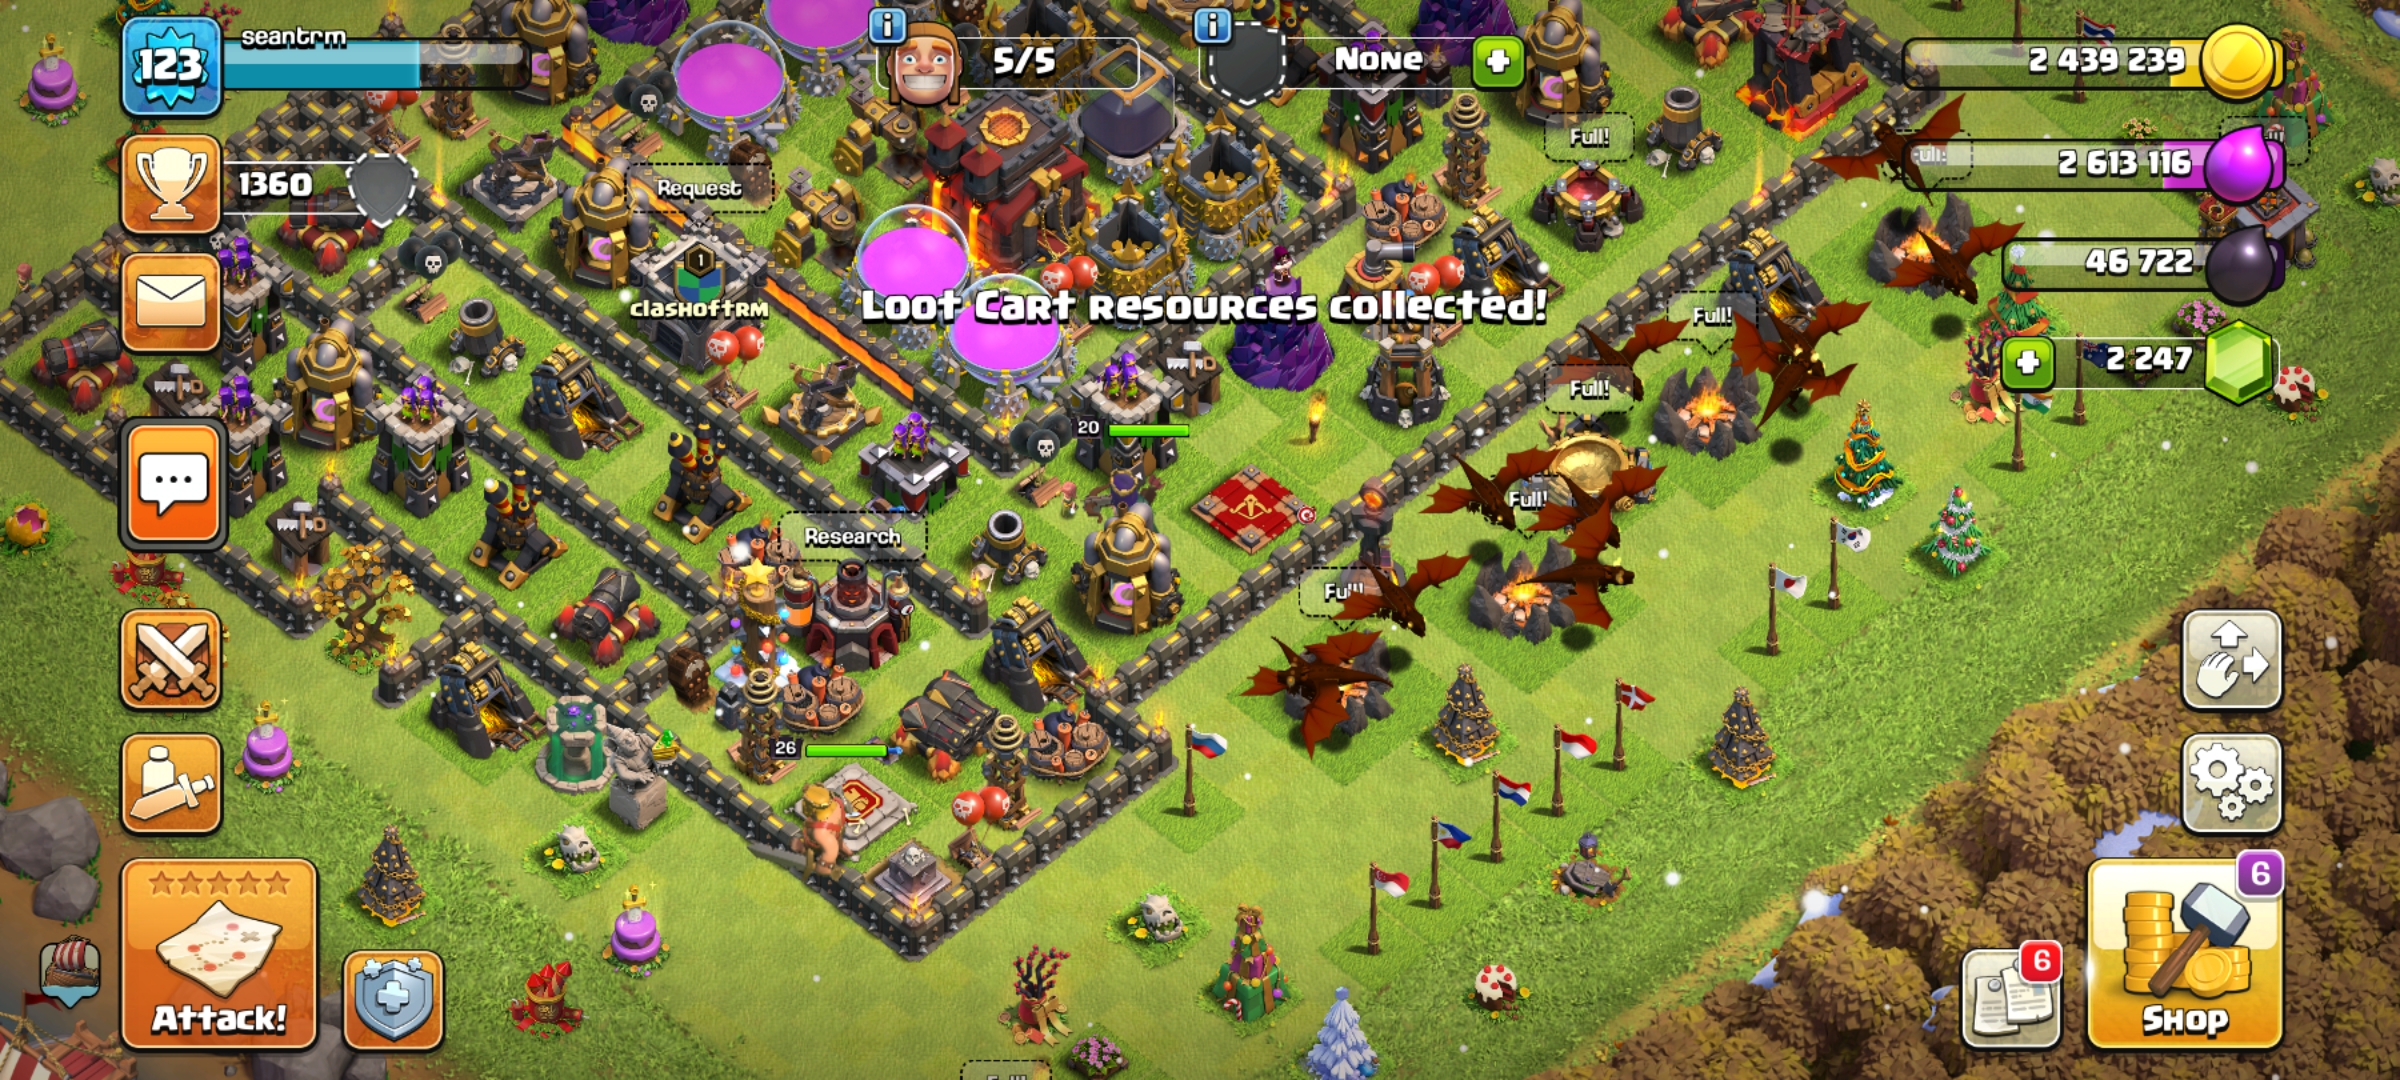 123
seantrm
5/5
None
2 439 239
2 613 116
46 722
2 247
1360
Request
Full!
1
clashoftrm
Loot Cart resources collected!
Full!
Full!
20
Full!
Research
26
Attack!
6
6
Shop